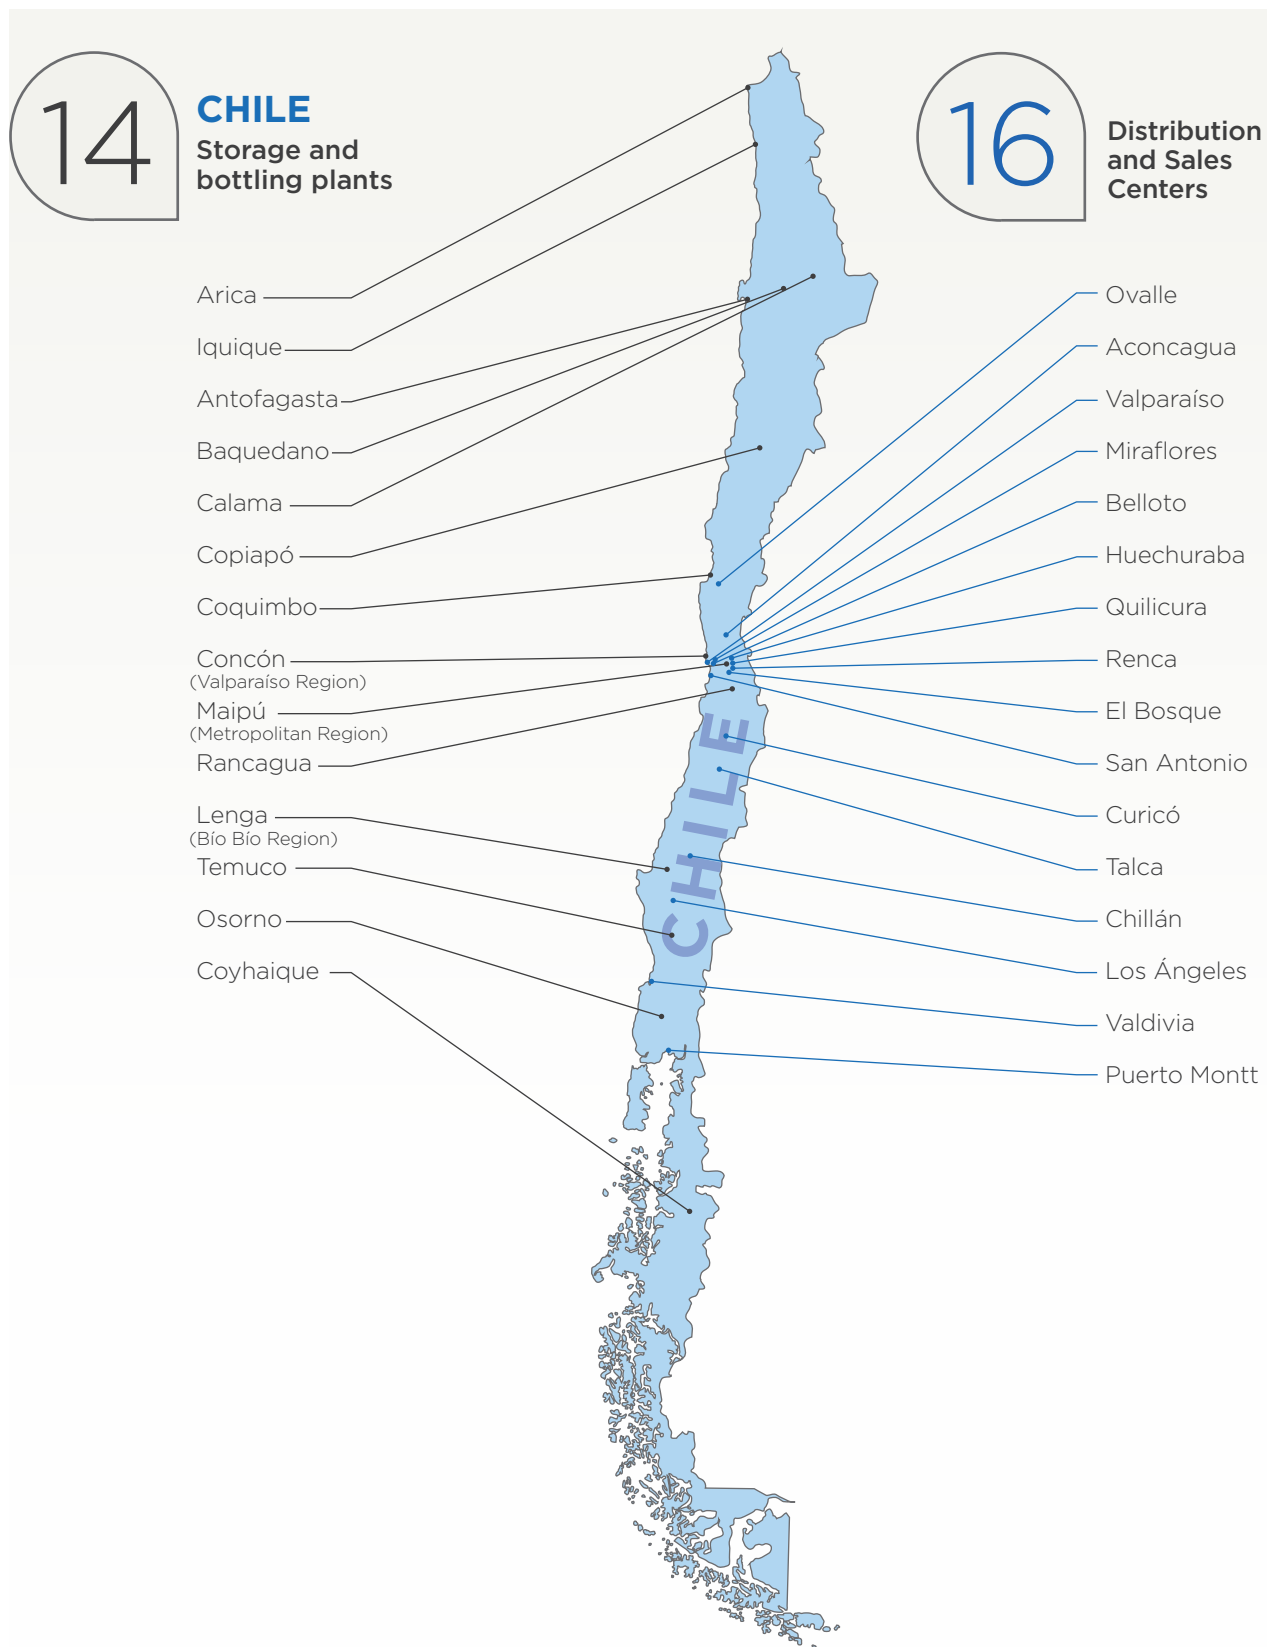 14
CHILE
Storage and
bottling plants
16
Distribution
and Sales
Centers
Arica
Iquique
Antofagasta
Baquedano
Calama
Copiapó
Coquimbo
Concón
(Valparaíso Region)
Maipú
(Metropolitan Region)
Rancagua
Lenga
(Bío Bío Region)
Temuco
Osorno
Coyhaique
CHILE
Ovalle
Aconcagua
Valparaíso
Miraflores
Belloto
Huechuraba
Quilicura
Renca
El Bosque
San Antonio
Curicó
Talca
Chillán
Los Ángeles
Valdivia
Puerto Montt